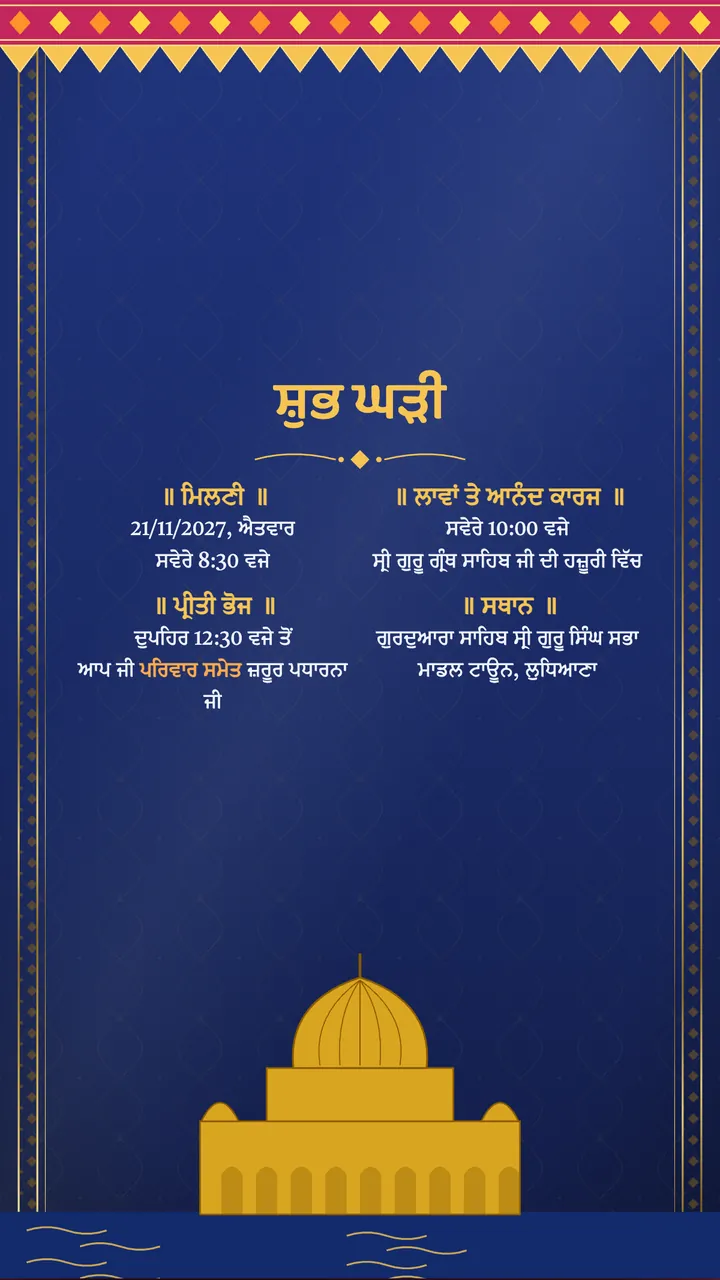 ਸ਼ੁਭ ਘੜੀ
॥ ਮਿਲਣੀ ॥
21/11/2027, ਐਤਵਾਰ
ਸਵੇਰੇ 8:30 ਵਜੇ
॥ ਲਾਵਾਂ ਤੇ ਆਨੰਦ ਕਾਰਜ ॥
ਸਵੇਰੇ 10:00 ਵਜੇ
ਸ੍ਰੀ ਗੁਰੂ ਗ੍ਰੰਥ ਸਾਹਿਬ ਜੀ ਦੀ ਹਜ਼ੂਰੀ ਵਿੱਚ
॥ ਪ੍ਰੀਤੀ ਭੋਜ ॥
ਦੁਪਹਿਰ 12:30 ਵਜੇ ਤੋਂ
ਆਪ ਜੀ ਪਰਿਵਾਰ ਸਮੇਤ ਜ਼ਰੂਰ ਪਧਾਰਨਾ
ਜੀ
॥ ਸਥਾਨ ॥
ਗੁਰਦੁਆਰਾ ਸਾਹਿਬ ਸ੍ਰੀ ਗੁਰੂ ਸਿੰਘ ਸਭਾ
ਮਾਡਲ ਟਾਊਨ, ਲੁਧਿਆਣਾ